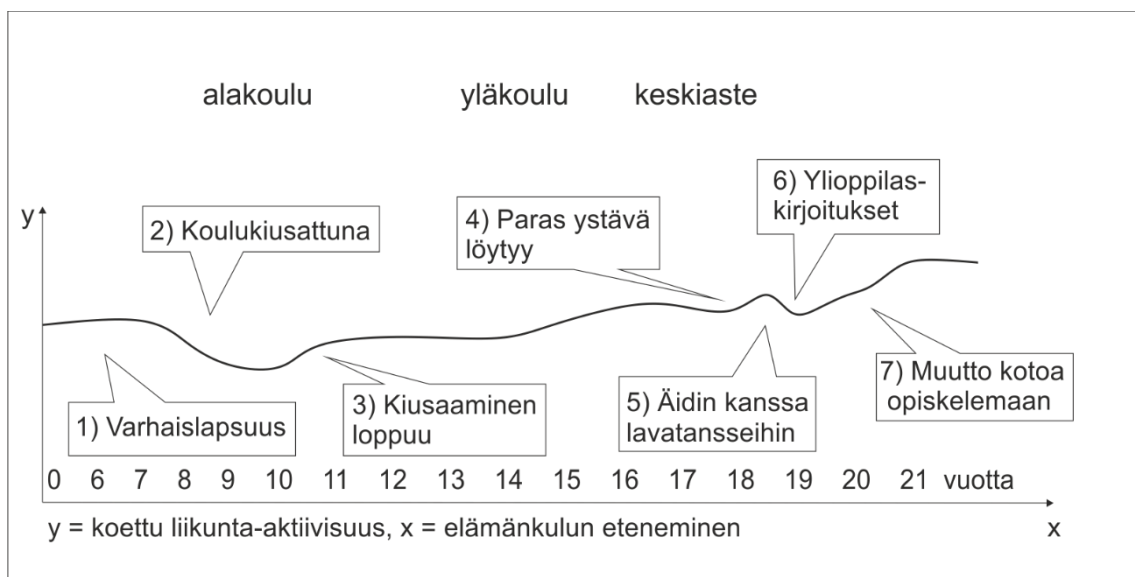 alakoulu yläkoulu keskiaste
y
2) Koulukiusattuna
4) Paras ystävä
löytyy
6) Ylioppilas-
kirjoitukset
1) Varhaislapsuus
3) Kiusaaminen
loppuu
5) Äidin kanssa
lavatansseihin
7) Muutto kotoa
opiskelemaan
0 6 7 8 9 10 11 12 13 14 15 16 17 18 19 20 21 vuotta
y = koettu liikunta-aktiivisuus, x = elämänkulun eteneminen x